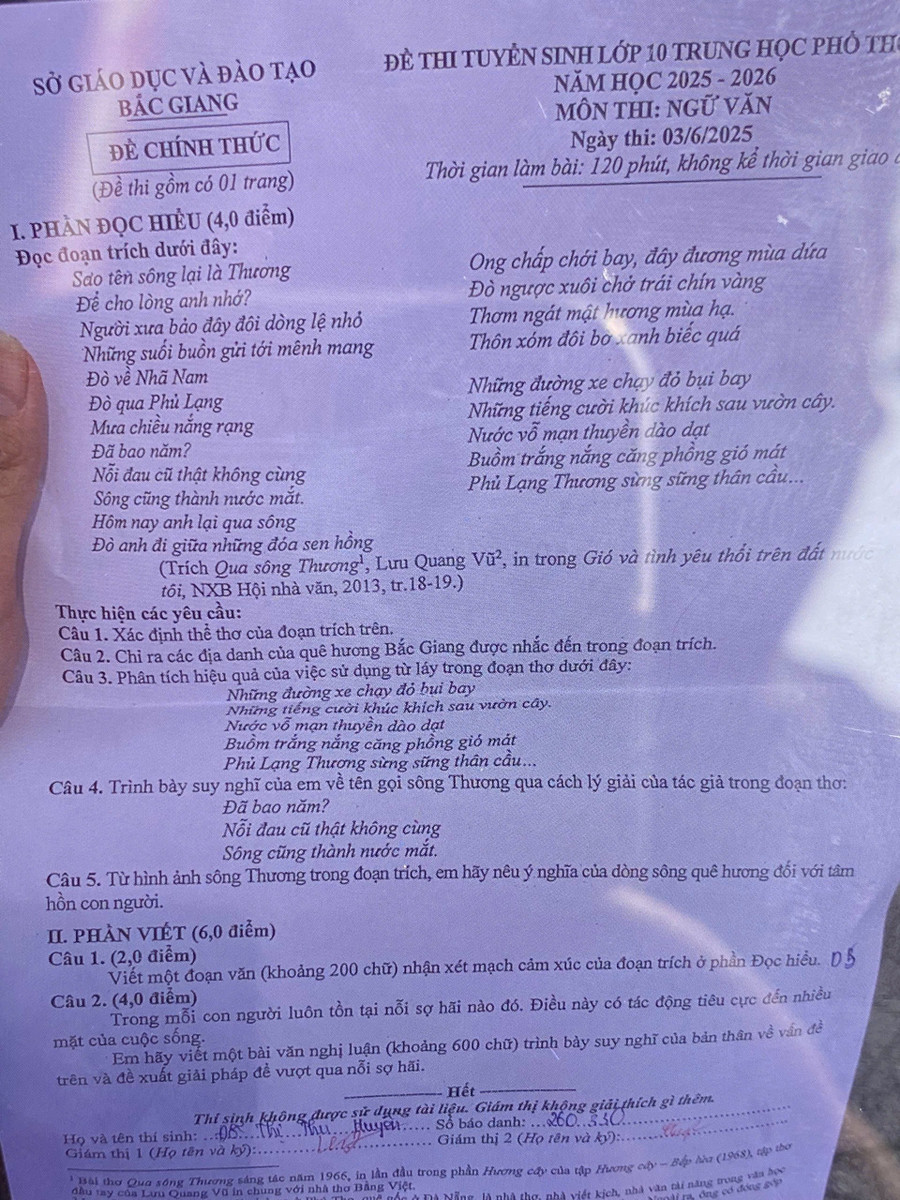 SỞ GIÁO DỤC VÀ ĐÀO TẠO
BẮC GIANG
ĐỀ CHÍNH THỨC
(Đề thi gồm có 01 trang)
ĐỀ THI TUYỂN SINH LỚP 10 TRUNG HỌC PHỔ
NĂM HỌC 2025 - 2026
MÔN THI: NGỮ VĂN
Ngày thi: 03/6/2025
Thời gian làm bài: 120 phút, không kể thời gian giao
I. PHẦN ĐỌC HIỂU (4,0 điểm)
Đọc đoạn trích dưới đây:
Sao tên sông lại là Thương
Để cho lòng anh nhớ?
Người xưa bảo đây đôi dòng lệ nhỏ
Những suối buồn gửi tới mênh mang
Đò về Nhã Nam
Đò qua Phủ Lạng
Mưa chiều nắng rạng
Đã bao năm?
Nỗi đau cũ thật không cùng
Sông cũng thành nước mắt.
Hôm nay anh lại qua sông
Đò anh đi giữa những đóa sen hồng
Ong chấp chới bay, đây đương mùa dứa
Đò ngược xuôi chở trái chín vàng
Thơm ngát mật hương mùa hạ.
Thôn xóm đôi bờ xanh biếc quá
Những đường xe chạy đỏ bụi bay
Những tiếng cười khúc khích sau vườn cây.
Nước vỗ mạn thuyền dào dạt
Buồm trắng nắng căng phồng gió mát
Phủ Lạng Thương sừng sững thân cầu...
(Trích Qua sông Thương¹, Lưu Quang Vũ², in trong Gió và tình yêu thổi trên đất nước
tôi, NXB Hội nhà văn, 2013, tr.18-19.)
Thực hiện các yêu cầu:
Câu 1. Xác định thể thơ của đoạn trích trên.
Câu 2. Chỉ ra các địa danh của quê hương Bắc Giang được nhắc đến trong đoạn trích.
Câu 3. Phân tích hiệu quả của việc sử dụng từ láy trong đoạn thơ dưới đây:
Những đường xe chạy đỏ bụi bay
Những tiếng cười khúc khích sau vườn cây.
Nước vỗ mạn thuyền dào dạt
Buồm trắng nắng căng phồng gió mát
Phủ Lạng Thương sừng sững thân cầu...
Câu 4. Trình bày suy nghĩ của em về tên gọi sông Thương qua cách lý giải của tác giả trong đoạn thơ:
Đã bao năm?
Nỗi đau cũ thật không cùng
Sông cũng thành nước mắt.
Câu 5. Từ hình ảnh sông Thương trong đoạn trích, em hãy nêu ý nghĩa của dòng sông quê hương đối với tâm
hồn con người.
II. PHẦN VIẾT (6,0 điểm)
Câu 1. (2,0 điểm)
Viết một đoạn văn (khoảng 200 chữ) nhận xét mạch cảm xúc của đoạn trích ở phần Đọc hiểu.
Câu 2. (4,0 điểm)
Trong mỗi con người luôn tồn tại nỗi sợ hãi nào đó. Điều này có tác động tiêu cực đến nhiều
mặt của cuộc sống.
Em hãy viết một bài văn nghị luận (khoảng 600 chữ) trình bày suy nghĩ của bản thân về vấn đề
trên và đề xuất giải pháp để vượt qua nỗi sợ hãi.
Hết
Thí sinh không được sử dụng tài liệu. Giám thị không giải thích gì thêm.
Họ và tên thí sinh: Thị Thu Huyền Số báo danh: 260 330
Giám thị 1 (Họ tên và ký): Giám thị 2 (Họ tên và ký):
¹ Bài thơ Qua sông Thương sáng tác năm 1966, in lần đầu trong phần Hương cây của tập Hương cây – Bếp lửa (1968), tập thơ
đầu tay của Lưu Quang Vũ in chung với nhà thơ Bằng Việt.
quê gốc ở Đà Nẵng, là nhà thơ, nhà viết kịch, nhà văn tài năng trong văn học